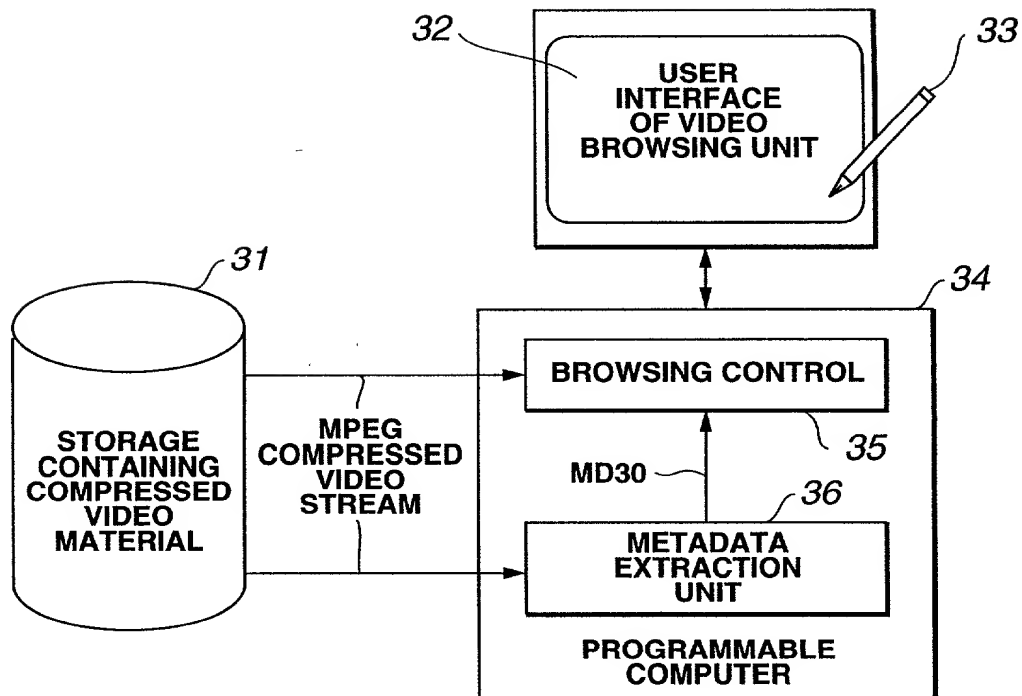 32
33
USER
INTERFACE
OF VIDEO
BROWSING UNIT
31
34
BROWSING CONTROL
35
STORAGE
CONTAINING
COMPRESSED
VIDEO
MATERIAL
MPEG
COMPRESSED
VIDEO
STREAM
MD30
36
METADATA
EXTRACTION
UNIT
PROGRAMMABLE
COMPUTER